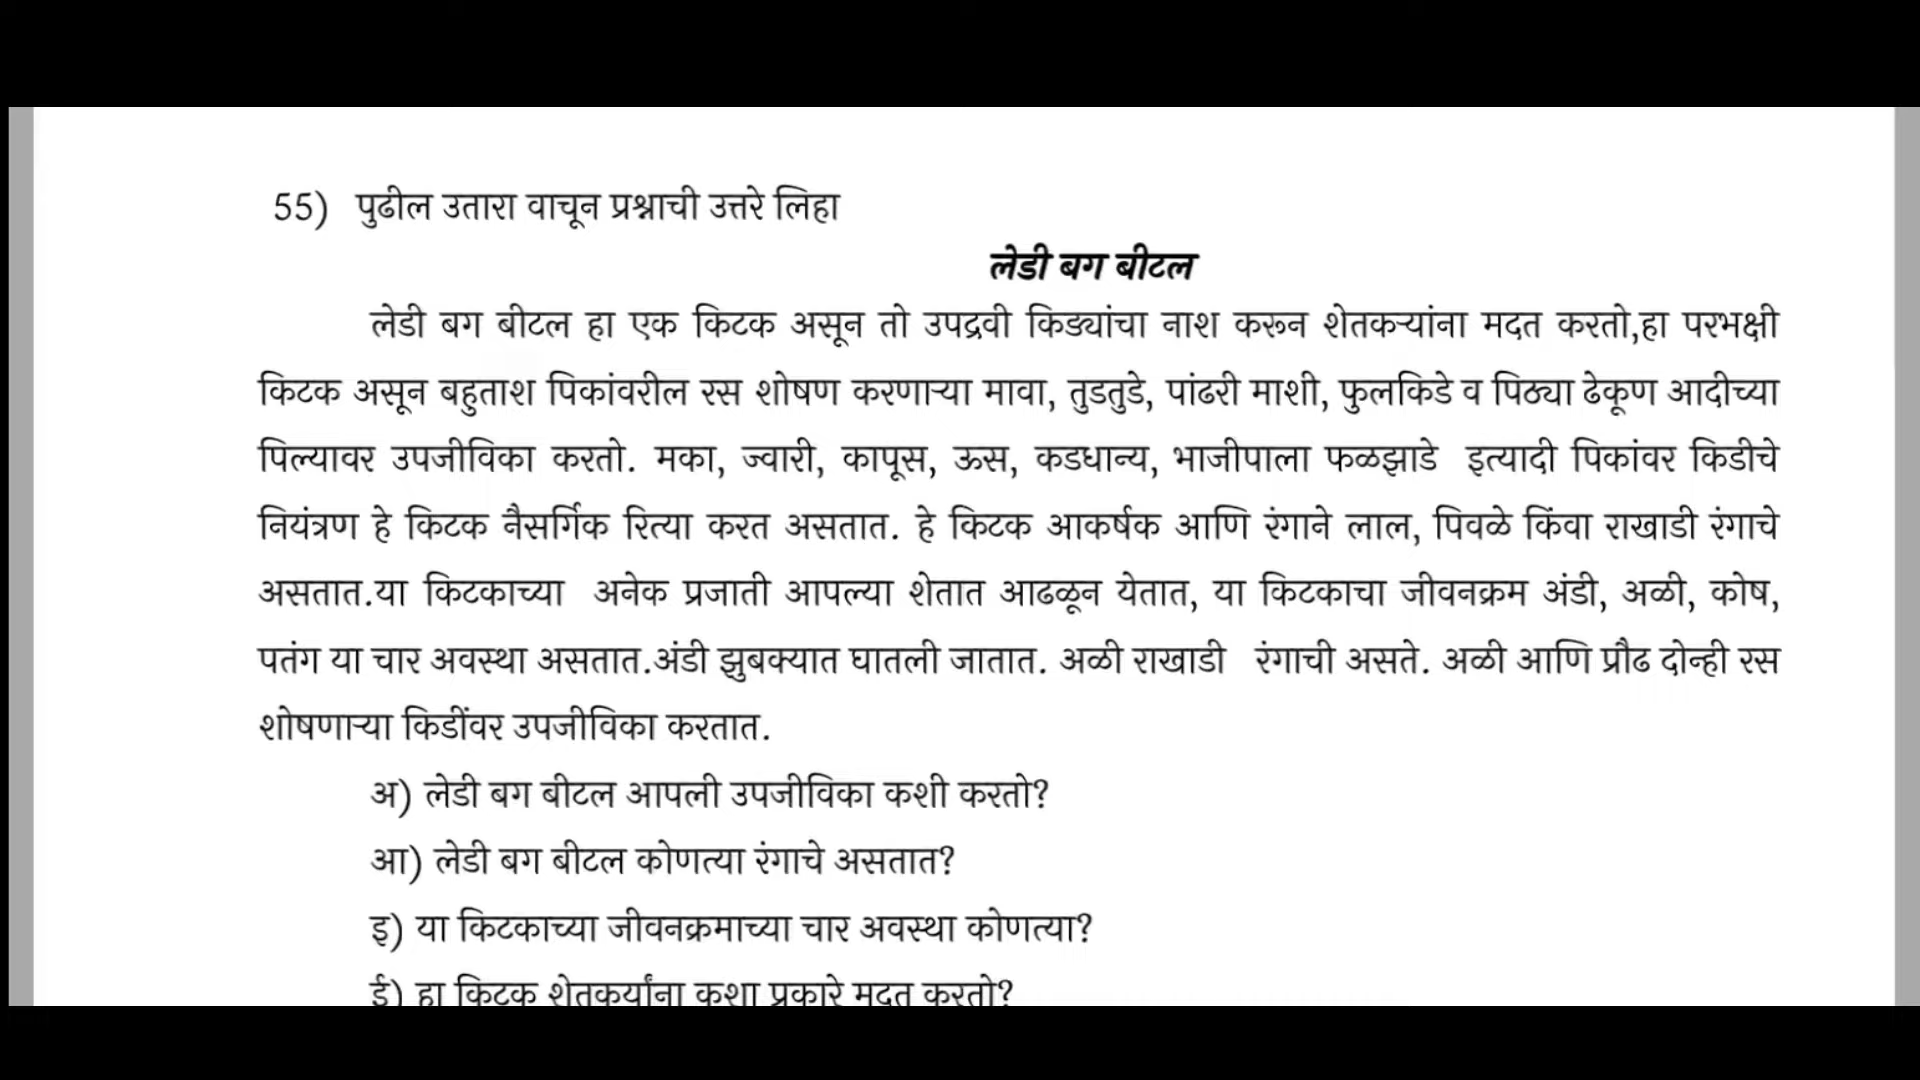 55) पुढील उतारा वाचून प्रश्नाची उत्तरे लिहा
लेडी बग बीटल
लेडी बग बीटल हा एक किटक असून तो उपद्रवी किड्यांचा नाश करून शेतकऱ्यांना मदत करतो,हा परभक्षी
किटक असून बहुताश पिकांवरील रस शोषण करणाऱ्या मावा, तुडतुडे, पांढरी माशी, फुलकिडे व पिठ्या ढेकूण आदीच्या
पिल्यावर उपजीविका करतो. मका, ज्वारी, कापूस, ऊस, कडधान्य, भाजीपाला फळझाडे इत्यादी पिकांवर किडीचे
नियंत्रण हे किटक नैसर्गिक रित्या करत असतात. हे किटक आकर्षक आणि रंगाने लाल, पिवळे किंवा राखाडी रंगाचे
असतात.या किटकाच्या अनेक प्रजाती आपल्या शेतात आढळून येतात, या किटकाचा जीवनक्रम अंडी, अळी, कोष,
पतंग या चार अवस्था असतात.अंडी झुबक्यात घातली जातात. अळी राखाडी रंगाची असते. अळी आणि प्रौढ दोन्ही रस
शोषणाऱ्या किडींवर उपजीविका करतात.
अ) लेडी बग बीटल आपली उपजीविका कशी करतो?
आ) लेडी बग बीटल कोणत्या रंगाचे असतात?
इ) या किटकाच्या जीवनक्रमाच्या चार अवस्था कोणत्या?
ई) हा किटक शेतकर्यांना कशा प्रकारे मदत करतो?